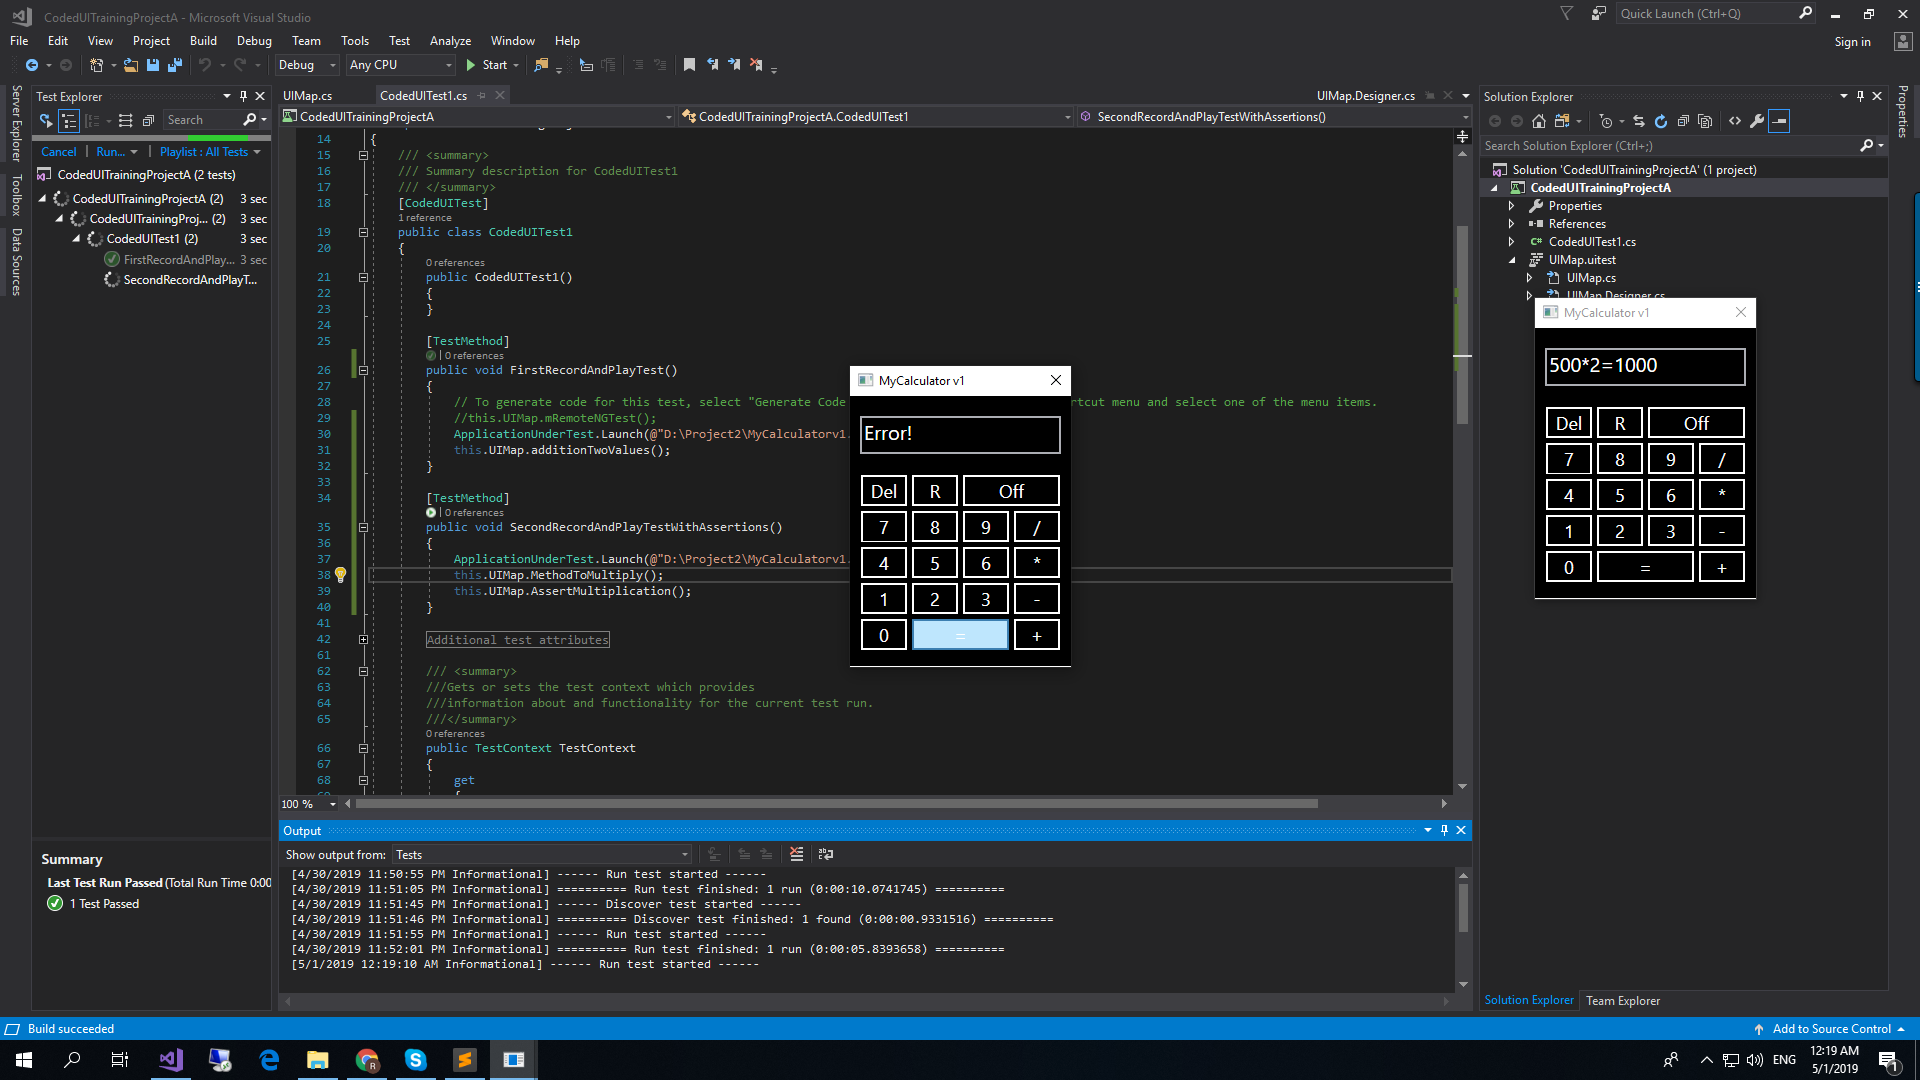 CodedUITrainingProjectA - Microsoft Visual Studio
Quick Launch (Ctrl+Q)
File Edit View Project Build Debug Team Tools Test Analyze Window Help
Sign in
Debug Any CPU Start
Server Explorer
Toolbox
Data Sources
Test Explorer
Search
Cancel | Run... | Playlist : All Tests
CodedUITrainingProjectA (2 tests)
CodedUITrainingProjectA (2) 3 sec
CodedUITrainingProj... (2) 3 sec
CodedUITest1 (2) 3 sec
FirstRecordAndPlay... 3 sec
SecondRecordAndPlayT...
Summary
Last Test Run Passed (Total Run Time 0:00
1 Test Passed
UIMap.cs CodedUITest1.cs UIMap.Designer.cs
CodedUITrainingProjectA CodedUITrainingProjectA.CodedUITest1 SecondRecordAndPlayTestWithAssertions()
14 {
15 /// <summary>
16 /// Summary description for CodedUITest1
17 /// </summary>
18 [CodedUITest]
1 reference
19 public class CodedUITest1
20 {
0 references
21 public CodedUITest1()
22 {
23 }
24
25 [TestMethod]
| 0 references
26 public void FirstRecordAndPlayTest()
27 {
28 // To generate code for this test, select "Generate Code rtcut menu and select one of the menu items.
29 //this.UIMap.mRemoteNGTest();
30 ApplicationUnderTest.Launch(@"D:\Project2\MyCalculatorv1.
31 this.UIMap.additionTwoValues();
32 }
33
34 [TestMethod]
| 0 references
35 public void SecondRecordAndPlayTestWithAssertions()
36 {
37 ApplicationUnderTest.Launch(@"D:\Project2\MyCalculatorv1.
38 this.UIMap.MethodToMultiply();
39 this.UIMap.AssertMultiplication();
40 }
41
42 Additional test attributes
61
62 /// <summary>
63 ///Gets or sets the test context which provides
64 ///information about and functionality for the current test run.
65 ///</summary>
0 references
66 public TestContext TestContext
67 {
68 get
100 %
MyCalculator v1
Error!
Del R Off
7 8 9 /
4 5 6 *
1 2 3 -
0 = +
Output
Show output from: Tests
[4/30/2019 11:50:55 PM Informational] ------ Run test started ------
[4/30/2019 11:51:05 PM Informational] ========== Run test finished: 1 run (0:00:10.0741745) ==========
[4/30/2019 11:51:45 PM Informational] ------ Discover test started ------
[4/30/2019 11:51:46 PM Informational] ========== Discover test finished: 1 found (0:00:00.9331516) ==========
[4/30/2019 11:51:55 PM Informational] ------ Run test started ------
[4/30/2019 11:52:01 PM Informational] ========== Run test finished: 1 run (0:00:05.8393658) ==========
[5/1/2019 12:19:10 AM Informational] ------ Run test started ------
Solution Explorer
Search Solution Explorer (Ctrl+;)
Solution 'CodedUITrainingProjectA' (1 project)
CodedUITrainingProjectA
Properties
References
C# CodedUITest1.cs
UIMap.uitest
UIMap.cs
UIMap.Designer.cs
MyCalculator v1
500*2=1000
Del R Off
7 8 9 /
4 5 6 *
1 2 3 -
0 = +
Solution Explorer Team Explorer
Properties
Build succeeded
Add to Source Control
ENG
12:19 AM
5/1/2019
1